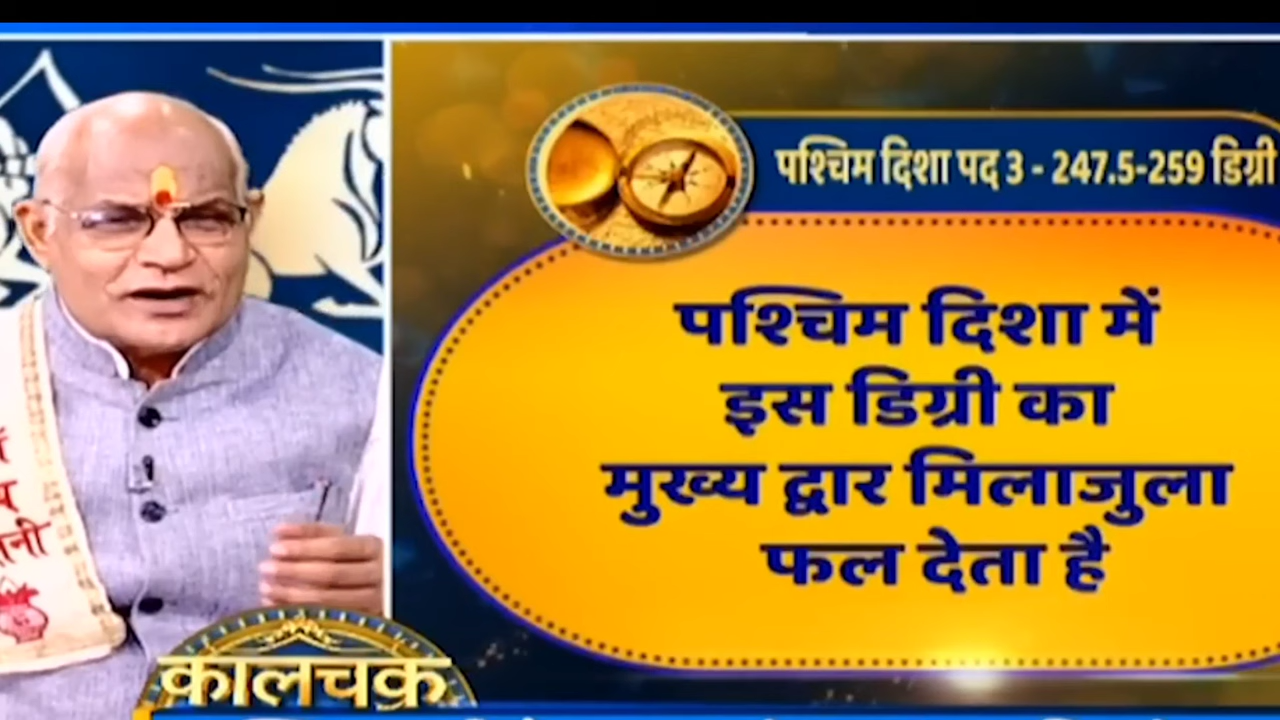 पश्चिम दिशा पद 3 - 247.5-259 डिग्री
पश्चिम दिशा में
इस डिग्री का
मुख्य द्वार मिलाजुला
फल देता है
कालचक्र